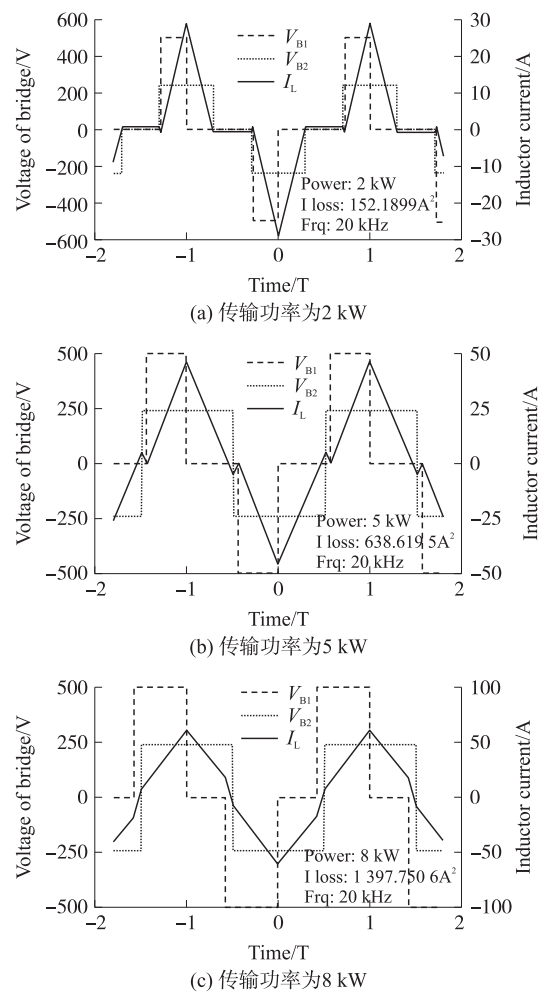 600
400
200
0
−200
−400
−600
Voltage of bridge/V
V_B1
V_B2
I_L
30
20
10
0
−10
−20
−30
Inductor current/A
Power: 2 kW
I loss: 152.1899A²
Frq: 20 kHz
−2 −1 0 1 2
Time/T
(a) 传输功率为2 kW
500
250
0
−250
−500
Voltage of bridge/V
V_B1
V_B2
I_L
50
25
0
−25
−50
Inductor current/A
Power: 5 kW
I loss: 638.619 5A²
Frq: 20 kHz
−2 −1 0 1 2
Time/T
(b) 传输功率为5 kW
500
250
0
−250
−500
Voltage of bridge/V
V_B1
V_B2
I_L
100
50
0
−50
−100
Inductor current/A
Power: 8 kW
I loss: 1 397.750 6A²
Frq: 20 kHz
−2 −1 0 1 2
Time/T
(c) 传输功率为8 kW